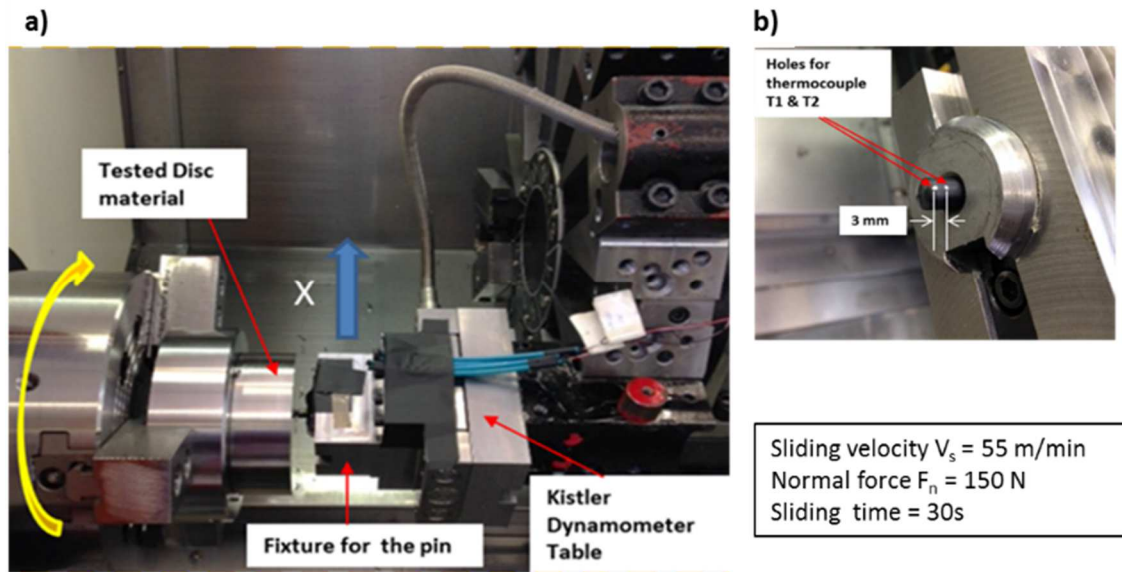 a)
b)
Tested Disc
material
X
Fixture for the pin
Kistler
Dynamometer
Table
Holes for
thermocouple
T1 & T2
3 mm
Sliding velocity Vₛ = 55 m/min
Normal force Fₙ = 150 N
Sliding time = 30s